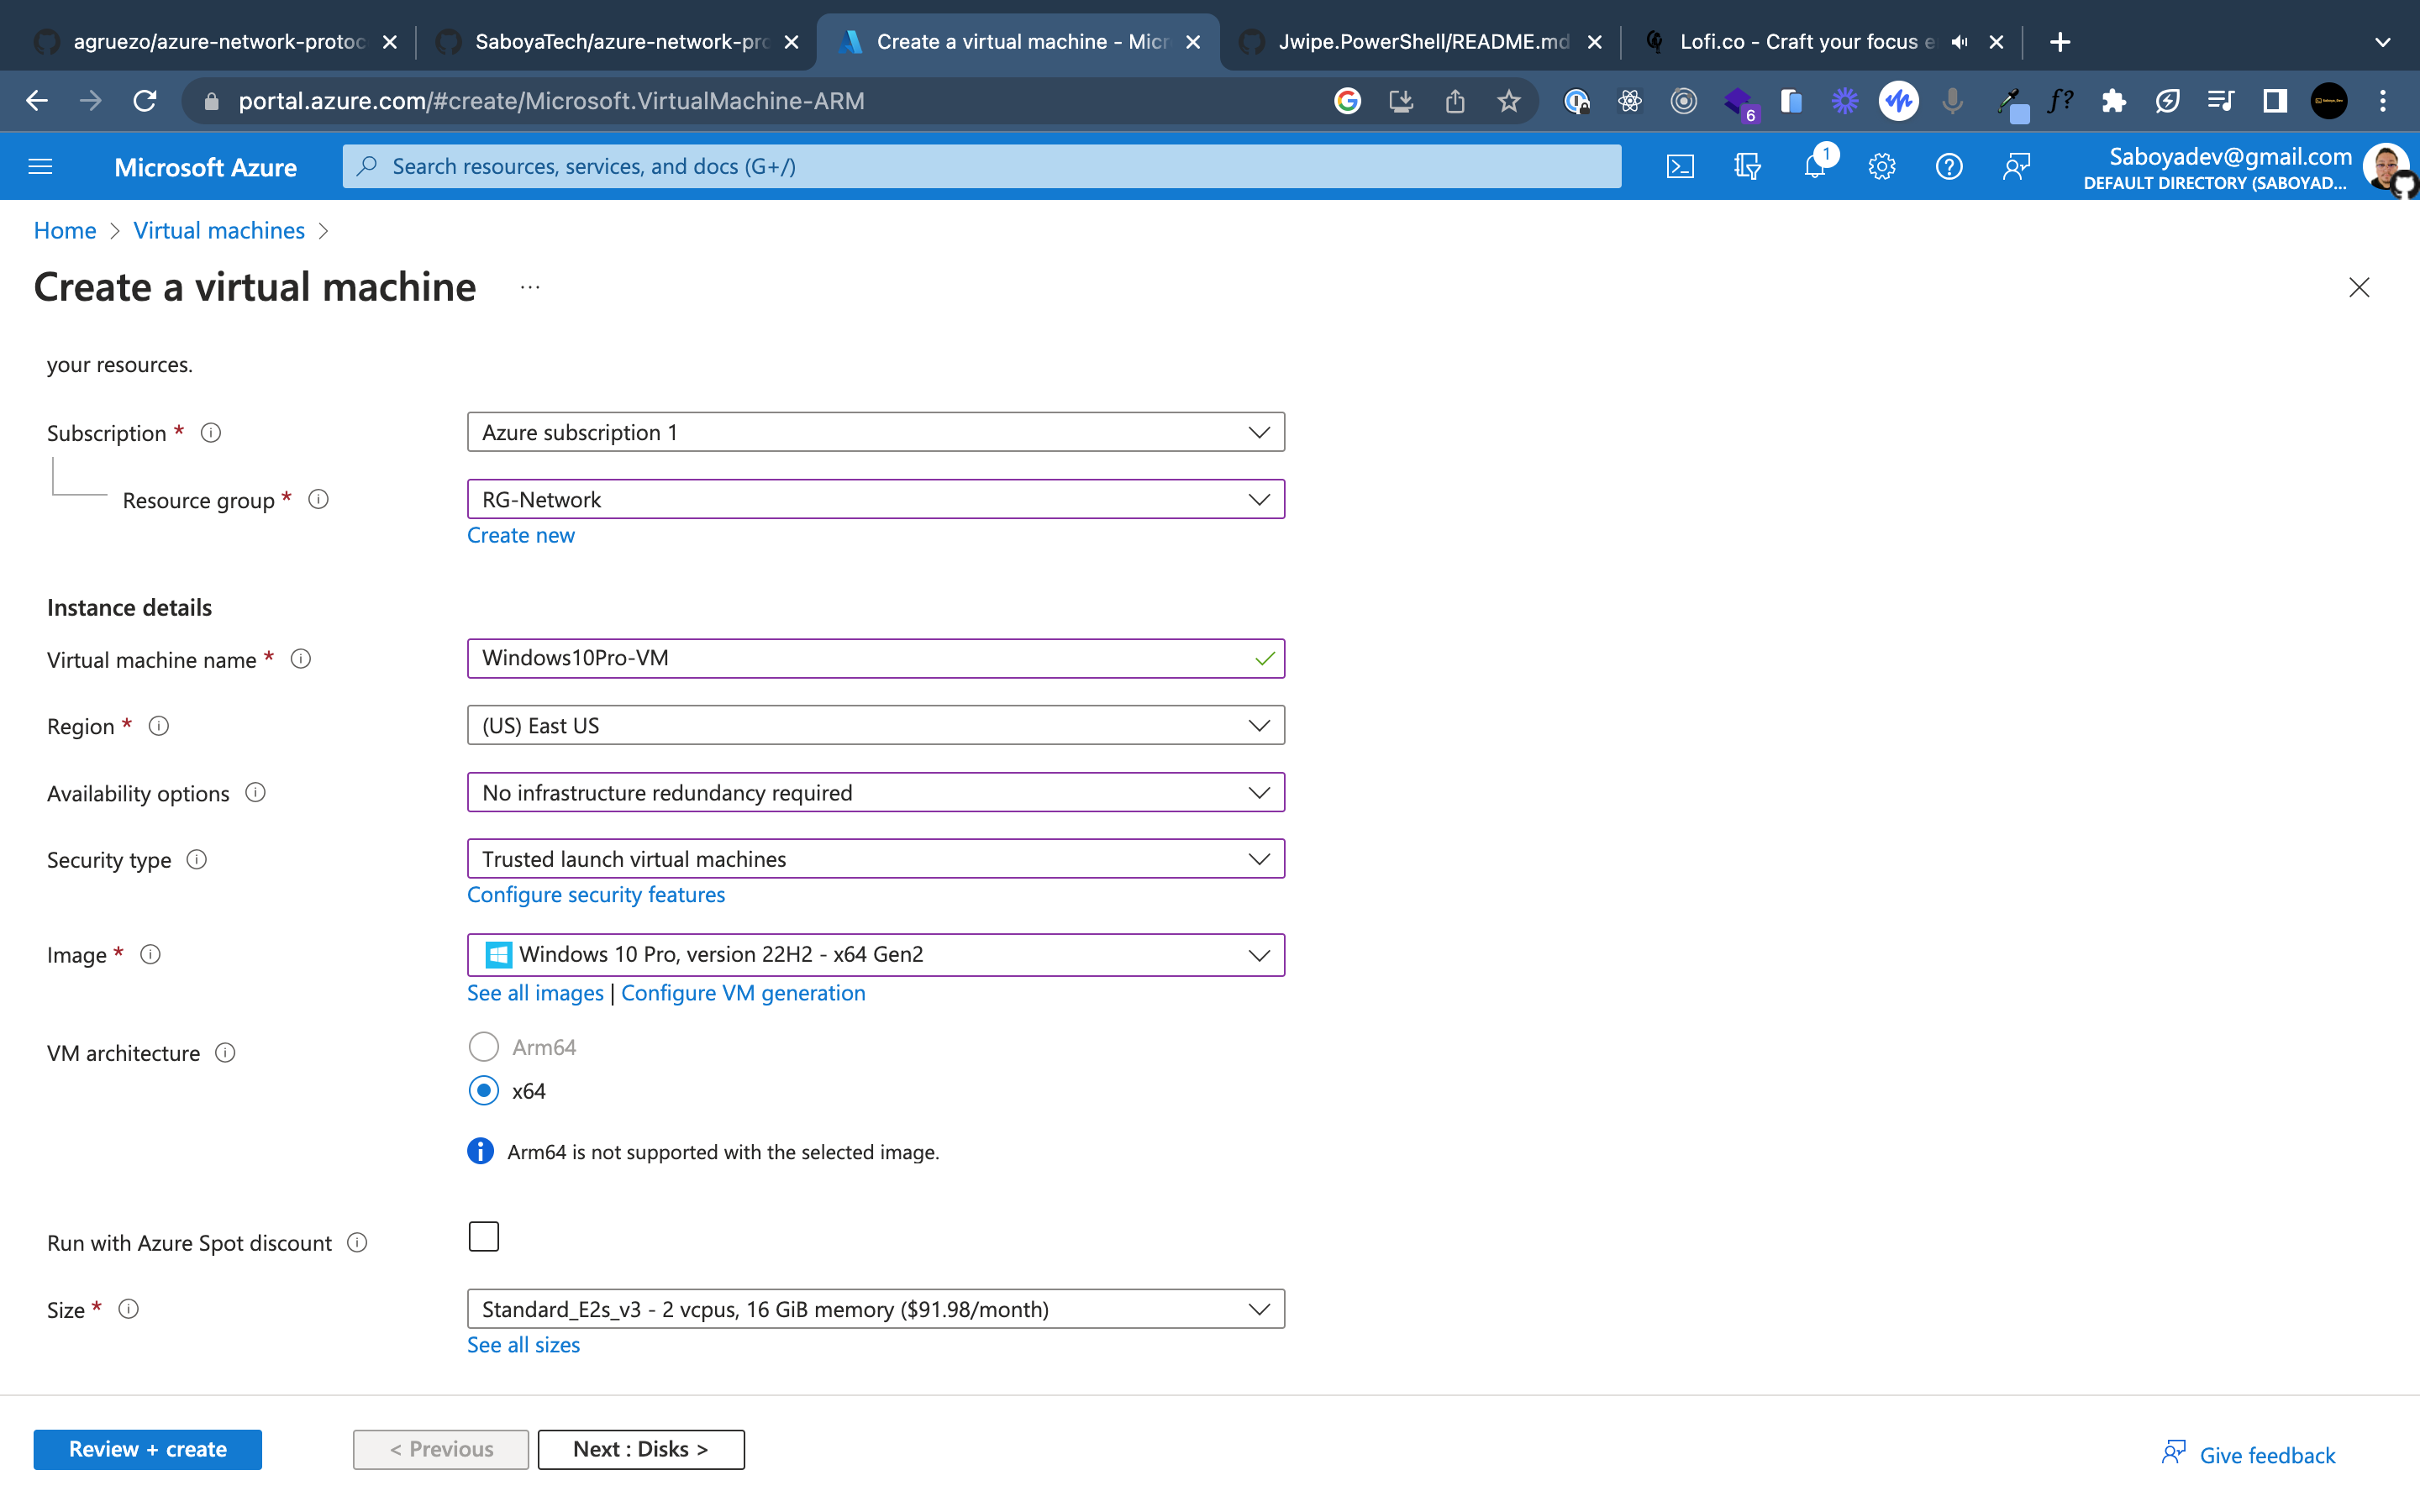 agruezo/azure-network-protoc
SaboyaTech/azure-network-pro
Create a virtual machine - Micr
Jwipe.PowerShell/README.md
Lofi.co - Craft your focus e
portal.azure.com/#create/Microsoft.VirtualMachine-ARM
6
f?
Microsoft Azure
Search resources, services, and docs (G+/)
1
Saboyadev@gmail.com
DEFAULT DIRECTORY (SABOYAD...
Home > Virtual machines >
Create a virtual machine ...
your resources.
Subscription *
Azure subscription 1
Resource group *
RG-Network
Create new
Instance details
Virtual machine name *
Windows10Pro-VM
Region *
(US) East US
Availability options
No infrastructure redundancy required
Security type
Trusted launch virtual machines
Configure security features
Image *
Windows 10 Pro, version 22H2 - x64 Gen2
See all images | Configure VM generation
VM architecture
Arm64
x64
Arm64 is not supported with the selected image.
Run with Azure Spot discount
Size *
Standard_E2s_v3 - 2 vcpus, 16 GiB memory ($91.98/month)
See all sizes
Review + create
< Previous
Next : Disks >
Give feedback